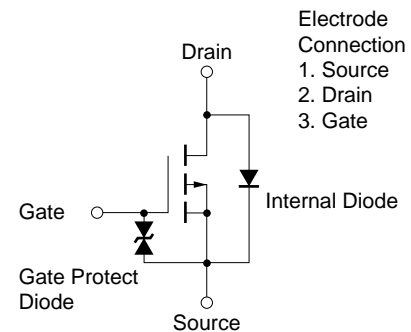 Electrode
Connection
1. Source
2. Drain
3. Gate
Drain
Internal Diode
Gate
Gate Protect
Diode
Source